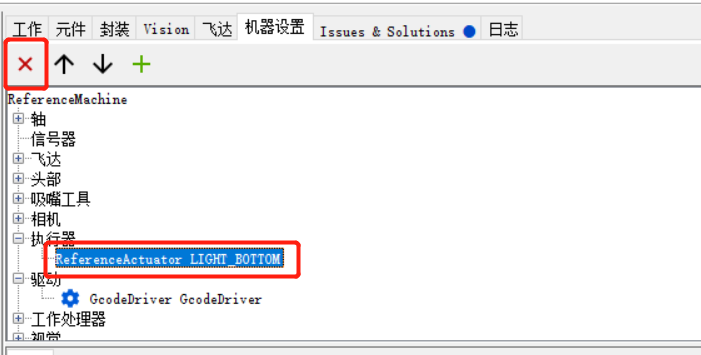 工作 元件 封装 Vision 飞达 机器设置 Issues & Solutions 日志
ReferenceMachine
轴
信号器
飞达
头部
吸嘴工具
相机
执行器
ReferenceActuator LIGHT_BOTTOM
驱动
GcodeDriver GcodeDriver
工作处理器
视觉